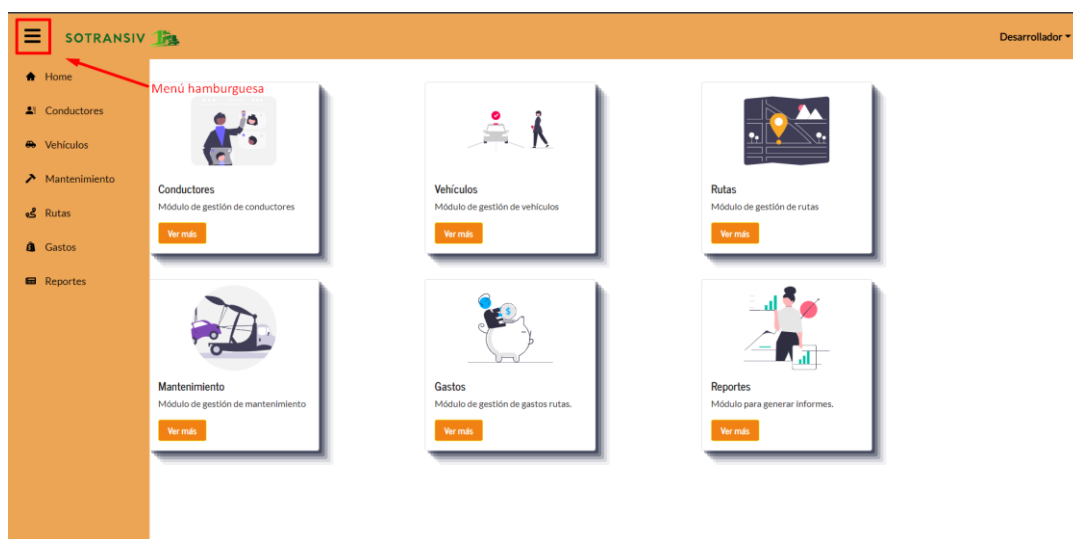 SOTRANSIV
Desarrollador
Home
Conductores
Vehículos
Mantenimiento
Rutas
Gastos
Reportes
Menú hamburguesa
Conductores
Módulo de gestión de conductores
Ver más
Vehículos
Módulo de gestión de vehículos
Ver más
Rutas
Módulo de gestión de rutas
Ver más
Mantenimiento
Módulo de gestión de mantenimiento
Ver más
Gastos
Módulo de gestión de gastos rutas.
Ver más
Reportes
Módulo para generar informes.
Ver más